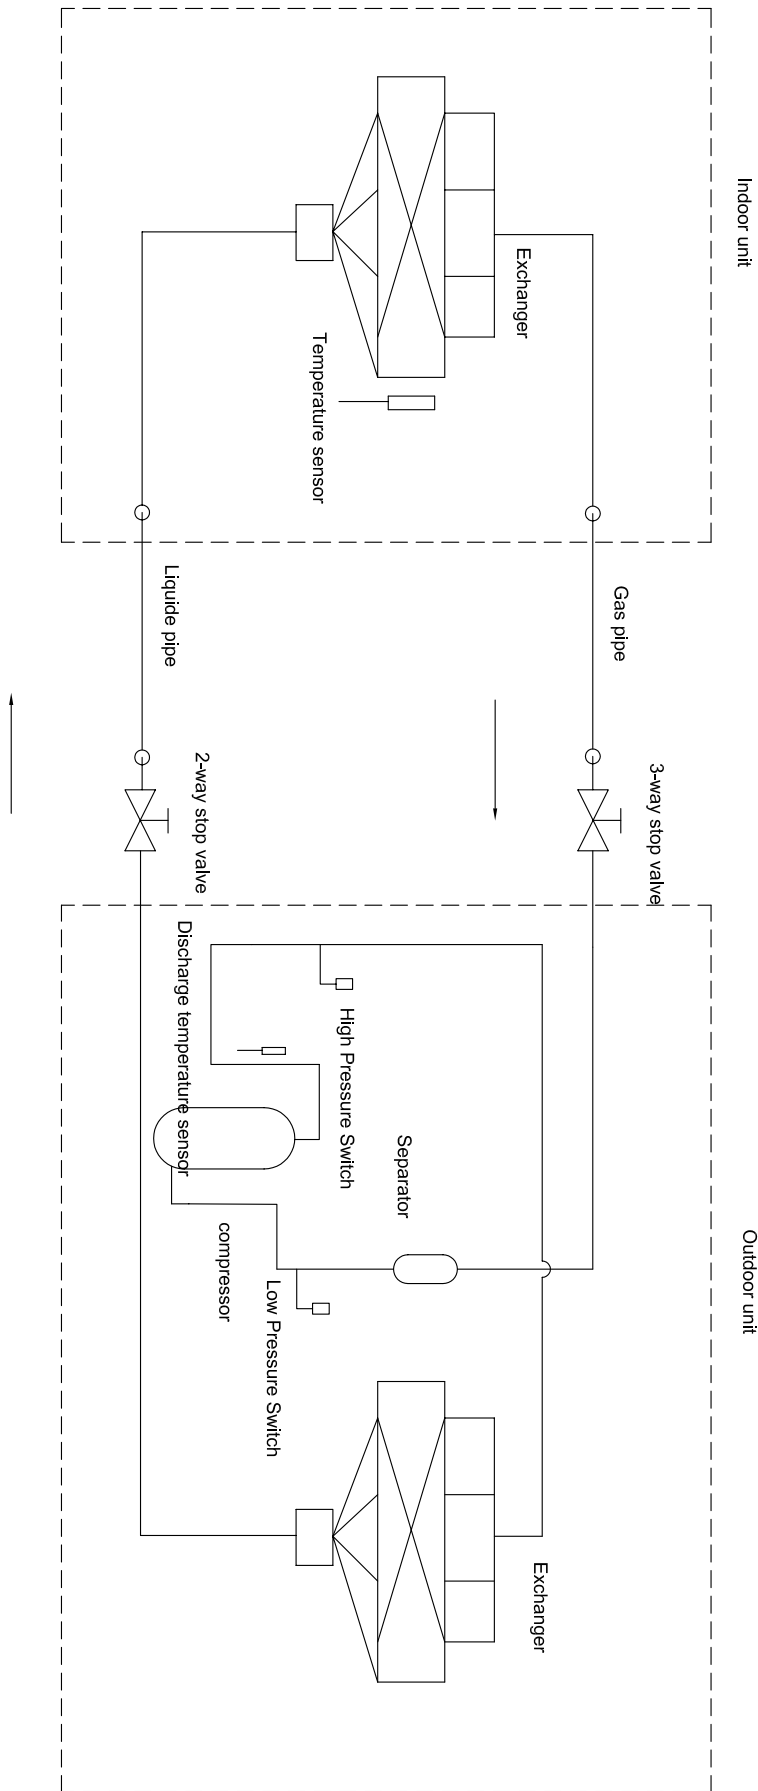 Indoor unit
Exchanger
Temperature sensor
Gas pipe
Liquide pipe
3-way stop valve
2-way stop valve
Outdoor unit
Discharge temperature sensor
High Pressure Switch
Separator
compressor
Low Pressure Switch
Exchanger